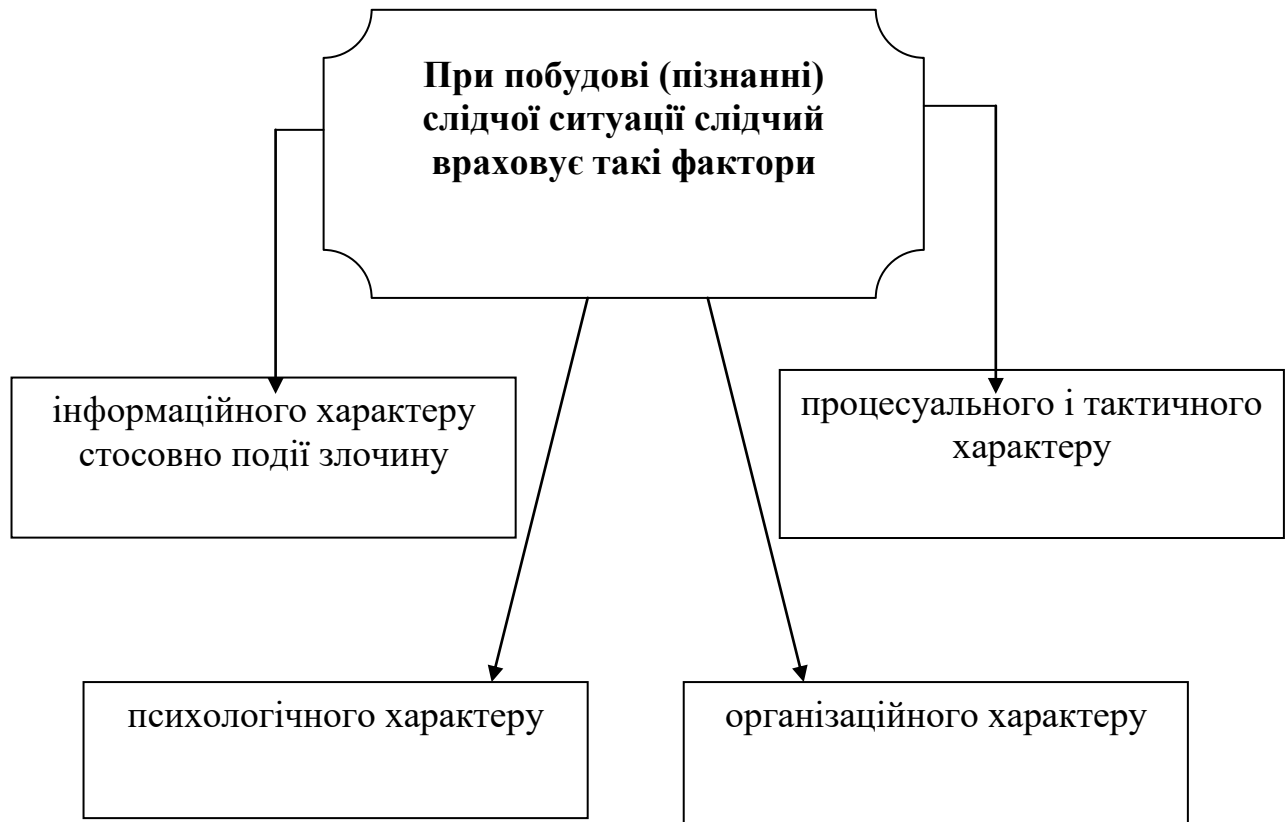 При побудові (пізнанні)
слідчої ситуації слідчий
враховує такі фактори
інформаційного характеру
стосовно події злочину
процесуального і тактичного
характеру
психологічного характеру
організаційного характеру